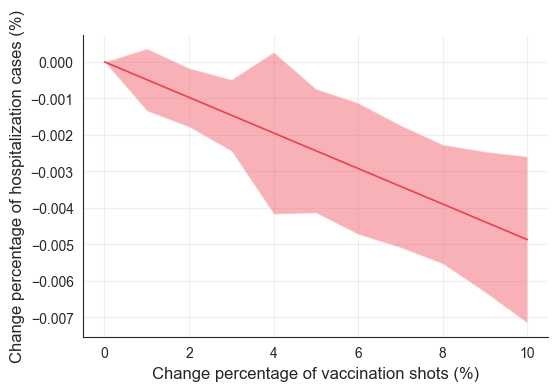 Change percentage of hospitalization cases (%)
0.000
−0.001
−0.002
−0.003
−0.004
−0.005
−0.006
−0.007
0 2 4 6 8 10
Change percentage of vaccination shots (%)